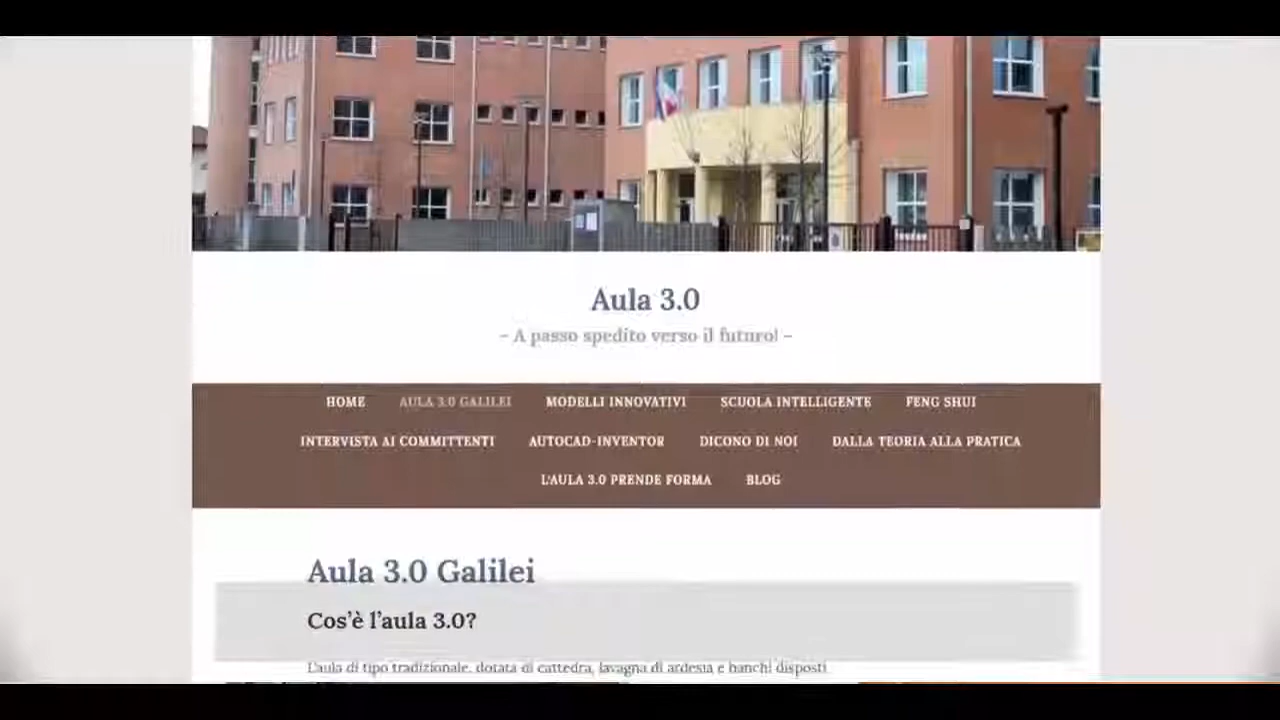 Aula 3.0
– A passo spedito verso il futuro! –
HOME AULA 3.0 GALILEI MODELLI INNOVATIVI SCUOLA INTELLIGENTE FENG SHUI
INTERVISTA AI COMMITTENTI AUTOCAD-INVENTOR DICONO DI NOI DALLA TEORIA ALLA PRATICA
L'AULA 3.0 PRENDE FORMA BLOG
Aula 3.0 Galilei
Cos'è l'aula 3.0?
L'aula di tipo tradizionale, dotata di cattedra, lavagna di ardesia e banchi disposti